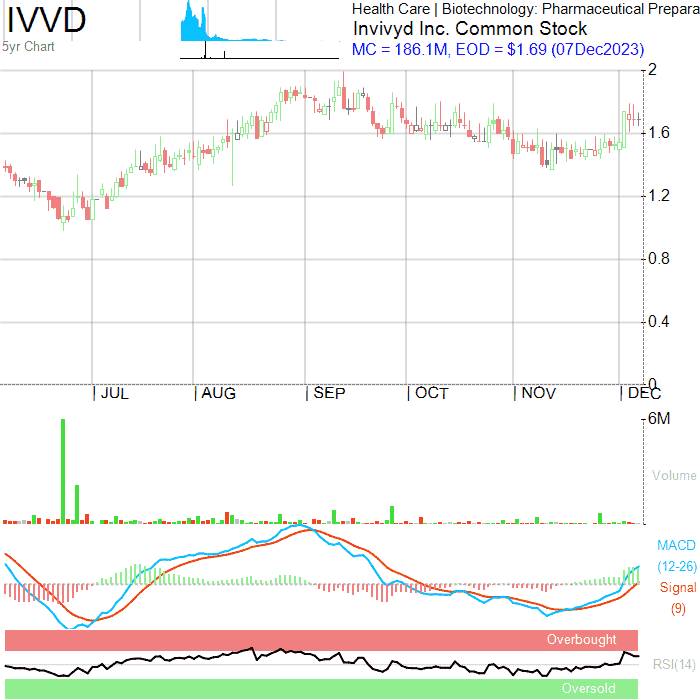 IVVD
5yr Chart
Health Care | Biotechnology: Pharmaceutical Prepara
Invivyd Inc. Common Stock
MC = 186.1M, EOD = $1.69 (07Dec2023)
2
1.6
1.2
0.8
0.4
0
JUL AUG SEP OCT NOV DEC
6M
Volume
MACD
(12-26)
Signal
(9)
Overbought
RSI(14)
Oversold